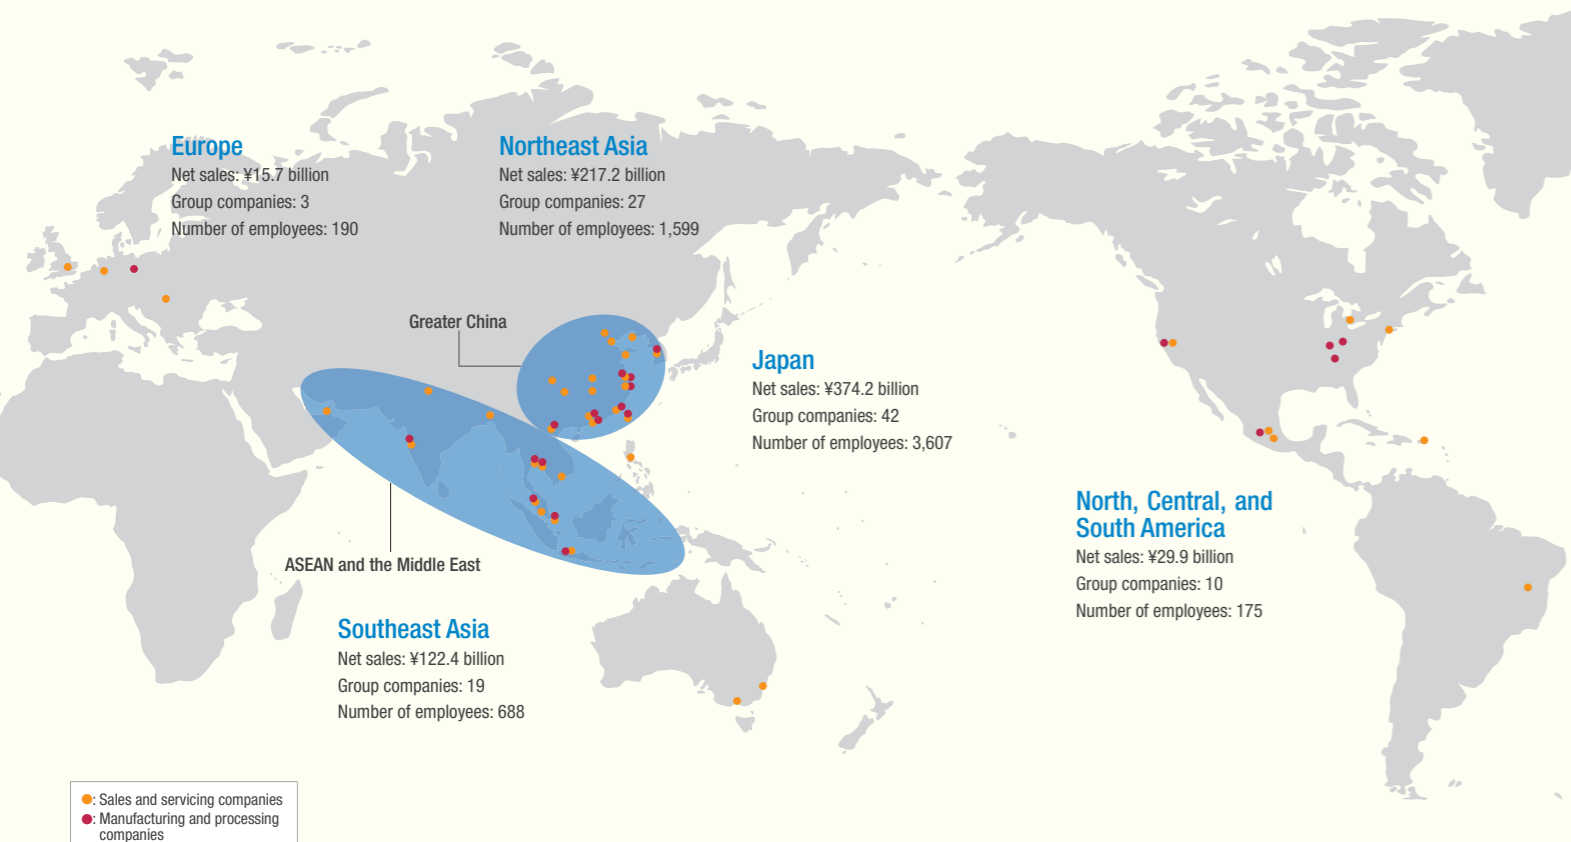 Europe
Net sales: ¥15.7 billion
Group companies: 3
Number of employees: 190
Northeast Asia
Net sales: ¥217.2 billion
Group companies: 27
Number of employees: 1,599
Greater China
Japan
Net sales: ¥374.2 billion
Group companies: 42
Number of employees: 3,607
North, Central, and
South America
Net sales: ¥29.9 billion
Group companies: 10
Number of employees: 175
ASEAN and the Middle East
Southeast Asia
Net sales: ¥122.4 billion
Group companies: 19
Number of employees: 688
: Sales and servicing companies
: Manufacturing and processing
companies